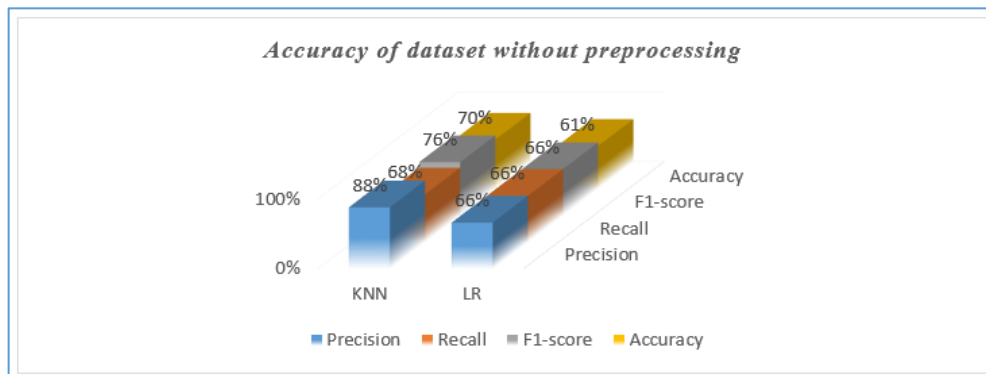 Accuracy of dataset without preprocessing
70% 61%
76% 66%
68% 66%
88% 66%
100%
0%
Accuracy
F1-score
Recall
Precision
KNN LR
Precision Recall F1-score Accuracy